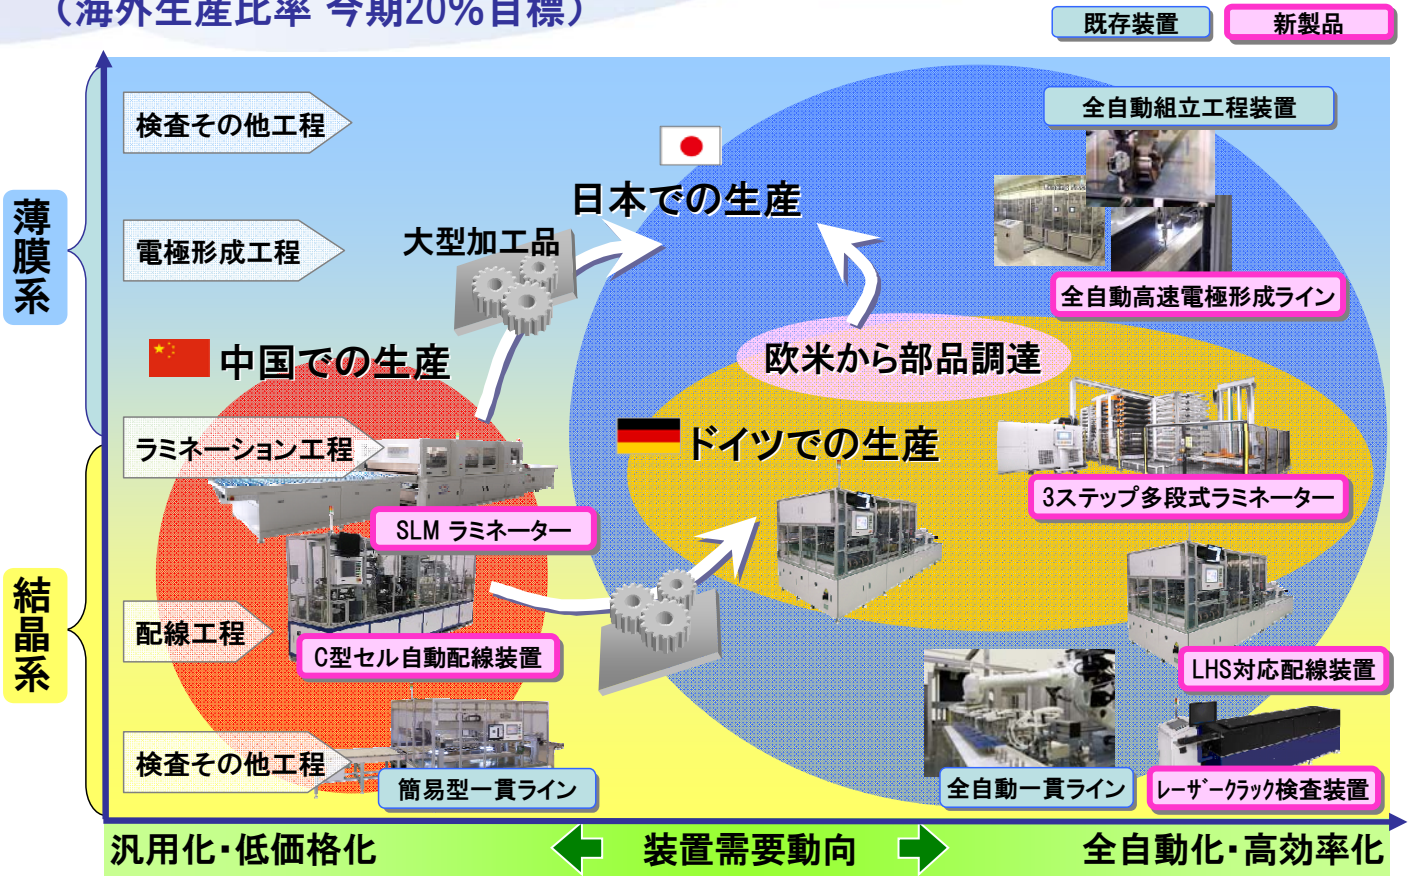 （海外生産比率 今期20％目標）
既存装置
新製品
検査その他工程
全自動組立工程装置
日本での生産
薄膜系
電極形成工程
大型加工品
全自動高速電極形成ライン
中国での生産
欧米から部品調達
ラミネーション工程
ドイツでの生産
3ステップ多段式ラミネーター
SLM ラミネーター
結晶系
配線工程
C型セル自動配線装置
LHS対応配線装置
検査その他工程
簡易型一貫ライン
全自動一貫ライン
ﾚｰｻﾞｰｸﾗｯｸ検査装置
汎用化・低価格化
装置需要動向
全自動化・高効率化